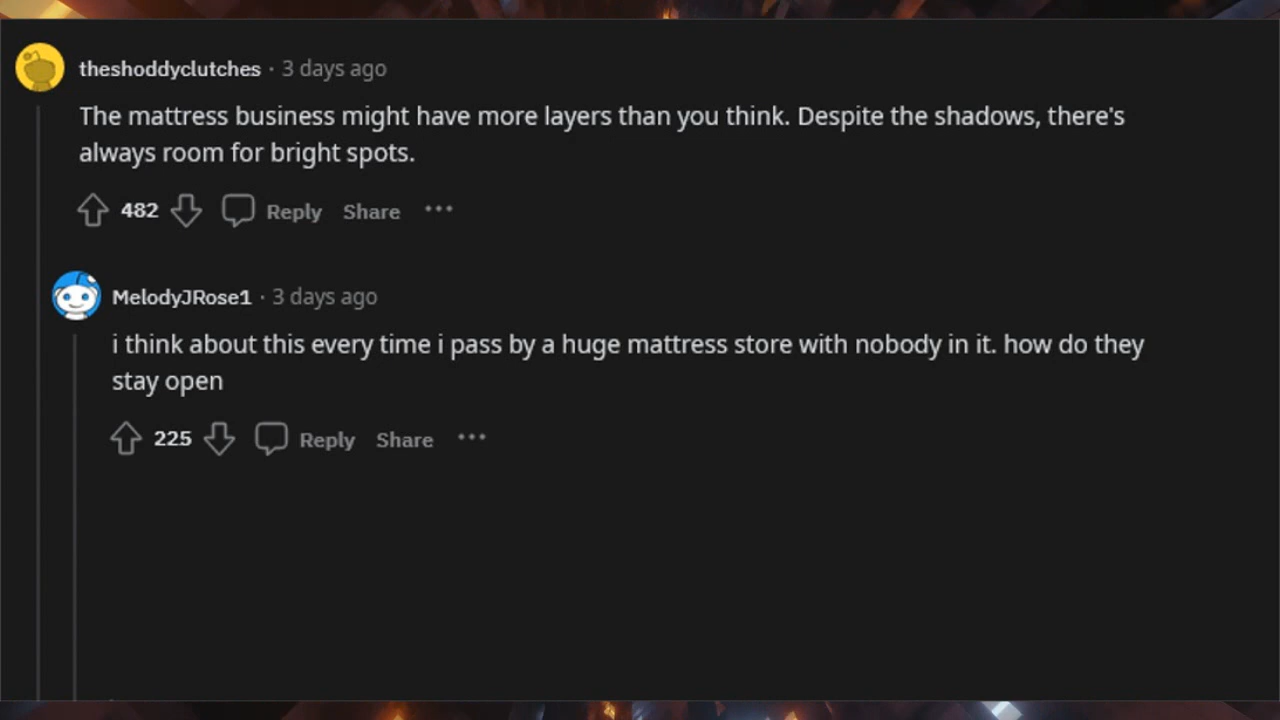 theshoddyclutches · 3 days ago
The mattress business might have more layers than you think. Despite the shadows, there's
always room for bright spots.
482 Reply Share ···
MelodyJRose1 · 3 days ago
i think about this every time i pass by a huge mattress store with nobody in it. how do they
stay open
225 Reply Share ···